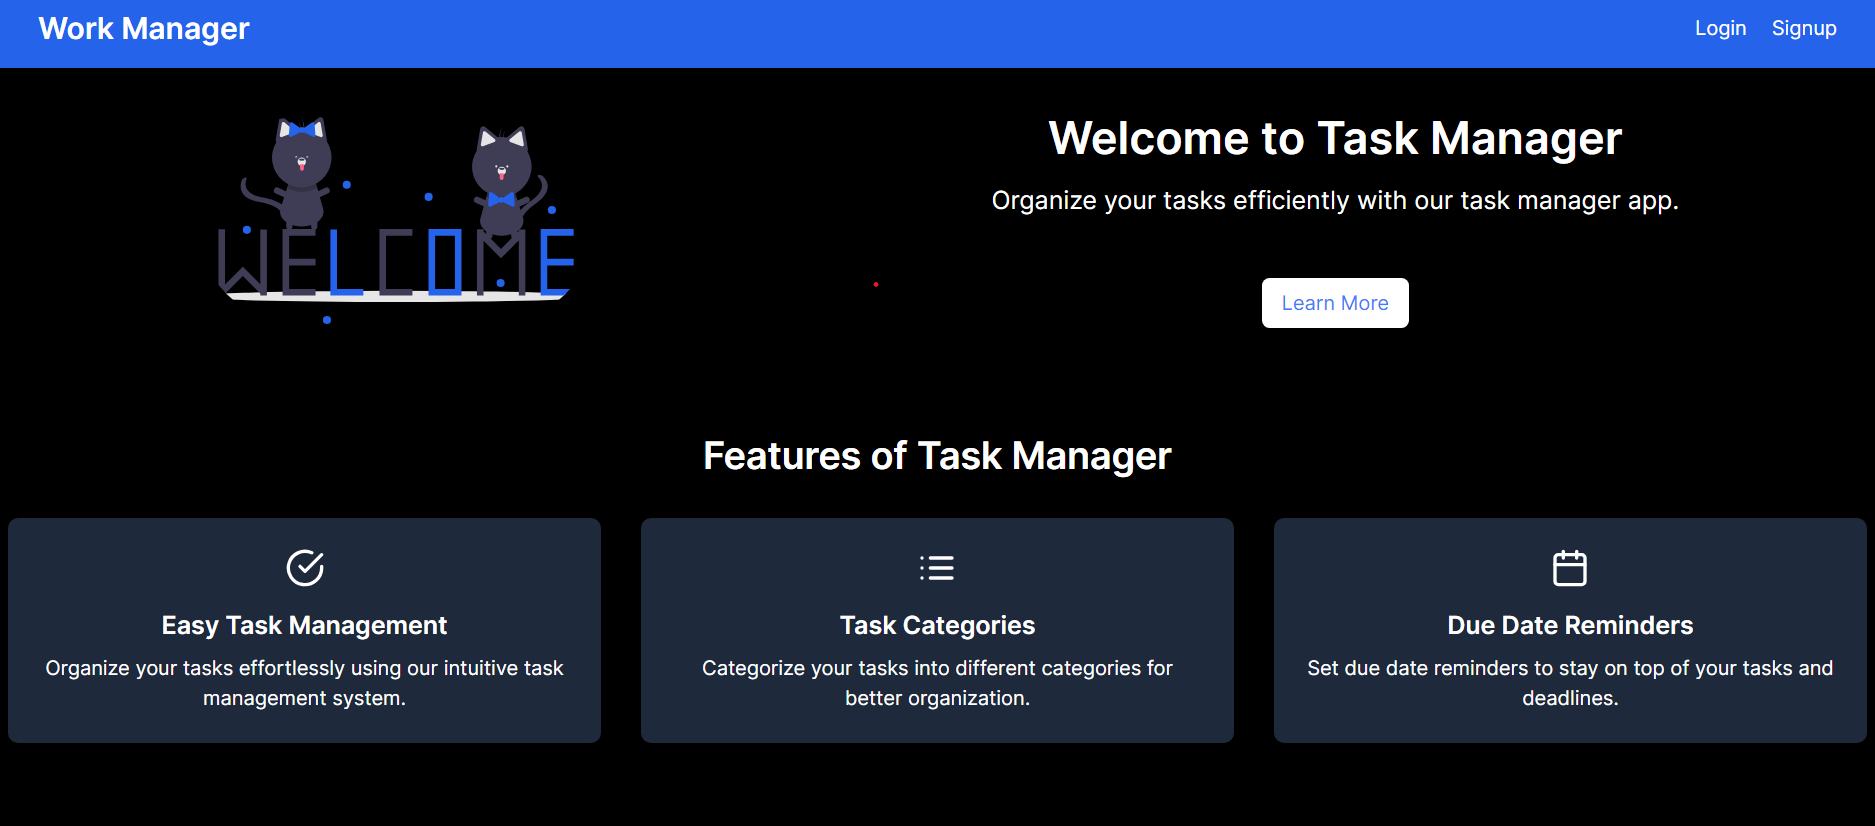 Work Manager
Login Signup
WELCOME
Welcome to Task Manager
Organize your tasks efficiently with our task manager app.
Learn More
Features of Task Manager
Easy Task Management
Organize your tasks effortlessly using our intuitive task
management system.
Task Categories
Categorize your tasks into different categories for
better organization.
Due Date Reminders
Set due date reminders to stay on top of your tasks and
deadlines.